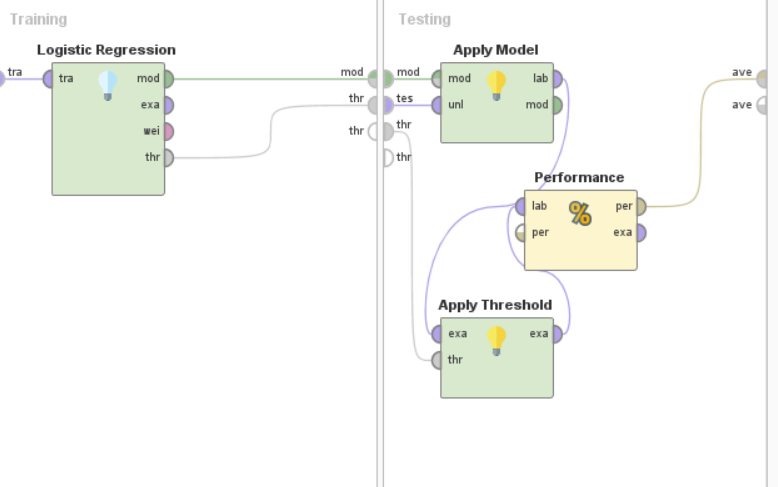 Training
Testing
Logistic Regression
Apply Model
tra
tra
mod
mod
mod
mod
lab
ave
exa
thr
tes
unl
mod
ave
wei
thr
thr
thr
thr
Performance
lab
per
%
per
exa
Apply Threshold
exa
exa
thr